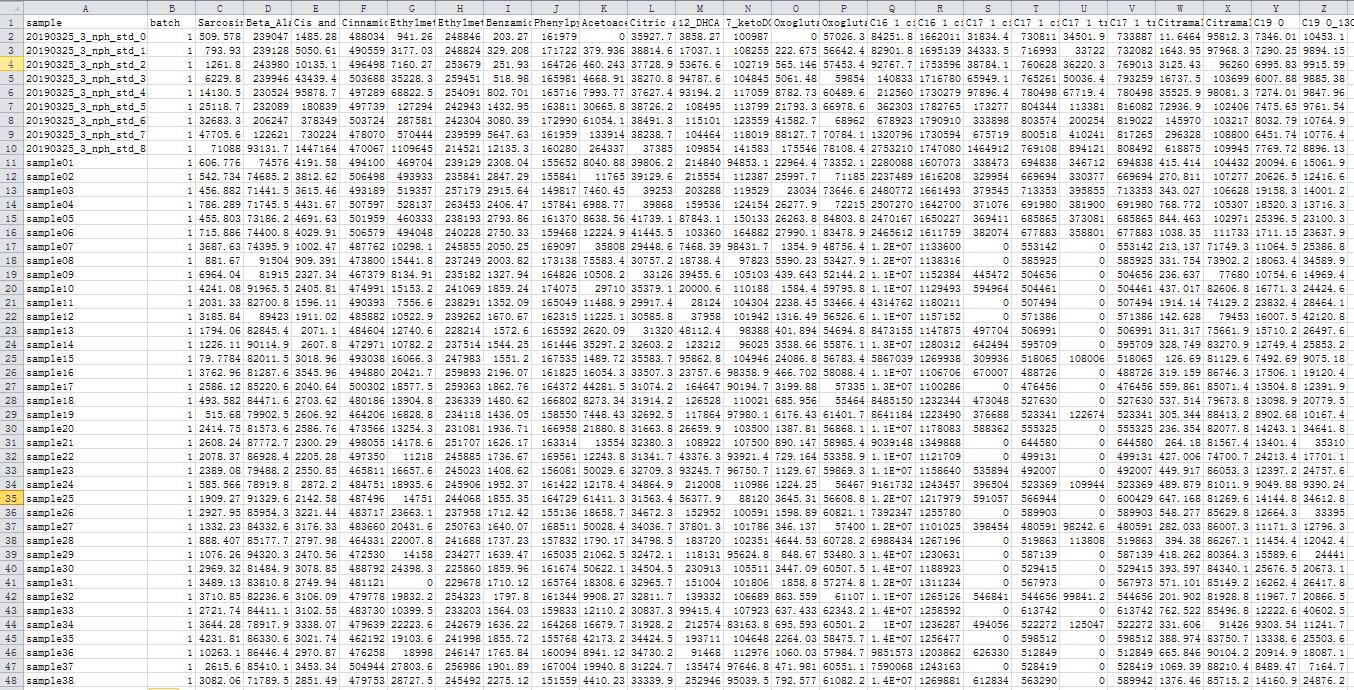 A B C D E F G H I J K L M N O P Q R S T U V W X Y Z
1 sample batch Sarcosin Beta_Ala Cis and Cinnamic Ethylmet Ethylmet Benzamic Phenylpy Acetoace Citric a 12_DHCA 7_ketoDC Oxogluta Oxogluta C16 1 ci C16 1 ci C17 1 ci C17 1 ci C17 1 tr C17 1 tr Citramal Citramal C19 0 C19 0_13C
2 20190325_3_nph_std_0 1 509.578 239047 1485.28 488034 941.26 248846 203.27 161979 0 35927.7 3858.27 100987 0 57026.3 84251.8 1662011 31834.4 730811 34501.9 733887 11.6464 95812.3 7346.01 10453.1
3 20190325_3_nph_std_1 1 793.93 239128 5050.61 490559 3177.03 248824 329.208 171722 379.936 38814.6 17037.1 108255 222.675 56642.4 82901.8 1695139 34333.5 716993 33722 732082 1643.95 97968.3 7290.25 9894.15
4 20190325_3_nph_std_2 1 1261.8 243980 10135.1 496498 7160.27 253679 251.93 164726 460.243 37728.9 53676.6 102719 565.146 57453.4 92767.7 1753596 38784.1 760628 36220.3 769013 3125.43 96260 6995.83 9915.59
5 20190325_3_nph_std_3 1 6229.8 239946 43439.4 503688 35228.3 259451 518.98 165981 4668.91 38270.8 94787.6 104845 5061.48 59854 140833 1716780 65949.1 765261 50036.4 793259 16737.5 103699 6007.88 9885.38
6 20190325_3_nph_std_4 1 14130.5 230524 95878.7 497289 68822.5 254091 802.701 165716 7993.77 37627.4 93194.2 117059 8782.73 60489.6 212560 1730279 97896.4 780498 67719.4 780498 35525.9 98081.3 7274.01 9847.96
7 20190325_3_nph_std_5 1 25118.7 232089 180839 497739 127294 242943 1432.95 163811 30665.8 38726.2 108495 113799 21793.3 66978.6 362303 1782765 173277 804344 113381 816082 72936.9 102406 7475.65 9761.54
8 20190325_3_nph_std_6 1 32683.3 206247 378349 503724 287581 242304 3080.39 172990 61054.1 38491.3 115101 123559 41582.7 68962 678923 1790910 333898 803574 200254 819022 145970 103217 8032.79 10764.9
9 20190325_3_nph_std_7 1 47705.6 122621 730224 478070 570444 239599 5647.63 161959 133914 38238.7 104464 118019 88127.7 70784.1 1320796 1730594 675719 800518 410241 817265 296328 108800 6451.74 10776.4
10 20190325_3_nph_std_8 1 71088 93131.7 1447164 470067 1109645 214521 12135.3 160280 264337 37385 109854 141583 175546 78108.4 2753210 1747080 1464912 769108 894121 808492 618875 109945 7769.72 8896.13
11 sample01 1 606.776 74576 4191.58 494100 469704 239129 2308.04 155652 8040.88 39806.2 214840 94853.1 22964.4 73352.1 2280088 1607073 338473 694838 346712 694838 415.414 104432 20094.6 15061.9
12 sample02 1 542.734 74685.2 3812.62 506498 493933 235841 2847.29 155841 11765 39129.6 215554 112387 25997.7 71185 2237489 1616208 329954 669694 330377 669694 270.811 107277 20626.5 12416.6
13 sample03 1 456.882 71441.5 3615.46 493189 519357 257179 2915.64 149817 7460.45 39253 203288 119529 23034 73646.6 2480772 1661493 379545 713353 395855 713353 343.027 106628 19158.3 14001.2
14 sample04 1 786.289 71745.5 4431.67 507597 528137 263453 2406.47 157841 6988.77 39868 159536 124154 26277.9 72215 2507270 1642700 371076 691980 381900 691980 768.772 105307 18520.3 13716.3
15 sample05 1 455.803 73186.2 4691.63 501959 460333 238193 2793.86 161370 8638.56 41739.1 87843.1 150133 26263.8 84803.8 2470167 1650227 369411 685865 373081 685865 844.463 102971 25396.5 23100.3
16 sample06 1 715.886 74400.8 4029.91 506579 494048 240228 2750.33 159468 12224.9 41445.5 103360 164882 27990.1 83478.9 2465612 1611759 382074 677883 358801 677883 1038.35 111733 1711.15 23637.9
17 sample07 1 3687.63 74395.9 1002.47 487762 10298.1 245855 2050.25 169097 35808 29448.6 7468.39 98431.7 1354.9 48756.4 1.2E+07 1133600 0 553142 0 553142 213.137 71749.3 11064.5 25386.8
18 sample08 1 881.67 91504 909.391 473800 15441.8 237249 2003.82 173138 75583.4 30757.2 18738.4 97823 5590.23 53427.9 1.2E+07 1138316 0 585925 0 585925 331.754 73902.2 18063.4 34589.9
19 sample09 1 6964.04 81915 2327.34 467379 8134.91 235182 1327.94 164826 10508.2 33126 39455.6 105103 439.643 52144.2 1.1E+07 1152384 445472 504656 0 504656 236.637 77680 10754.6 14969.4
20 sample10 1 4241.08 91965.5 2405.81 474991 15153.2 241069 1859.24 174075 29710 35379.1 20000.6 110188 1584.4 59795.8 1.1E+07 1129493 594964 504461 0 504461 437.017 82606.8 16771.3 24424.6
21 sample11 1 2031.33 82700.8 1596.11 490393 7556.6 238291 1352.09 165049 11488.9 29917.4 28124 104304 2238.45 53466.4 4314762 1180211 0 507494 0 507494 1914.14 74129.2 23832.4 28464.1
22 sample12 1 3185.84 89423 1911.02 485882 10522.9 239262 1670.67 162315 11225.1 30585.8 37958 101942 1316.49 56526.6 1.1E+07 1157152 0 571386 0 571386 142.628 79453 16007.5 42120.8
23 sample13 1 1794.06 82845.4 2071.1 484604 12740.6 228214 1572.6 165592 2620.09 31320 48112.4 98388 401.894 54694.8 8473155 1147875 497704 506991 0 506991 311.317 75661.9 15710.2 26497.6
24 sample14 1 1226.11 90114.9 2607.8 472971 10782.2 237514 1544.25 161446 35297.2 32603.2 123212 96025 3538.66 55876.1 1.3E+07 1280312 642494 595709 0 595709 328.749 83270.9 12749.4 25853.2
25 sample15 1 79.7784 82011.5 3018.96 493038 16066.3 247983 1551.2 167535 1489.72 35583.7 95862.8 104946 24086.8 56783.4 5867039 1269938 309936 518065 108006 518065 126.69 81129.6 7492.69 9075.18
26 sample16 1 3762.96 81287.6 3545.96 494880 20421.7 259893 2196.07 161825 16054.3 33507.3 23757.6 98358.9 466.702 58088.4 1.1E+07 1106706 670007 488726 0 488726 319.159 86746.3 17506.1 19120.4
27 sample17 1 2586.12 85220.6 2040.64 500302 18577.5 259363 1862.76 164372 44281.5 31074.2 164647 90194.7 3199.88 57335 1.3E+07 1100286 0 476456 0 476456 559.861 85071.4 13504.8 12391.9
28 sample18 1 493.582 84471.6 2703.62 480186 13904.8 236339 1480.62 166802 8273.34 31914.2 126528 110021 685.956 55464 8485150 1232344 473048 527630 0 527630 537.514 79673.8 13098.9 20779.5
29 sample19 1 515.68 79902.5 2606.92 464206 16828.8 234118 1436.05 158550 7448.43 32692.5 117864 97980.1 6176.43 61401.7 8641184 1223490 376688 523341 122674 523341 305.344 88413.2 8902.68 10167.4
30 sample20 1 2414.75 81573.6 2586.76 473566 13254.3 231081 1936.71 166958 21880.8 31663.8 26659.9 103500 1387.81 56868.1 1.1E+07 1178083 588362 555325 0 555325 236.354 82077.8 14243.1 34641.8
31 sample21 1 2608.24 87772.7 2300.29 498055 14178.6 251707 1626.17 163314 13554 32380.3 108922 107500 890.147 58985.4 9039148 1349888 0 644580 0 644580 264.18 81567.4 13401.4 35310
32 sample22 1 2078.37 86928.4 2205.28 497350 11218 245885 1736.67 169561 12243.8 31741.7 43376.3 93921.4 729.164 53358.9 1.1E+07 1121709 0 499131 0 499131 427.006 74700.7 24213.4 17701.1
33 sample23 1 2389.08 79488.2 2550.85 465811 16657.6 245023 1408.62 156081 50029.6 32709.3 93245.7 96750.7 1129.67 59869.3 1.1E+07 1158640 535894 492007 0 492007 449.917 86053.3 12397.2 24757.6
34 sample24 1 585.566 78919.8 2872.2 484751 18935.6 245906 1952.37 161422 12178.4 34864.9 212008 110986 1224.25 56467 9161732 1243457 396504 523369 109944 523369 489.879 81011.9 9049.88 9390.24
35 sample25 1 1909.27 91329.6 2142.58 487496 14751 244068 1855.35 164729 61411.3 31563.4 56377.9 88120 3645.31 56608.8 1.2E+07 1217979 591057 566944 0 600429 647.168 81269.6 14144.8 34612.8
36 sample26 1 2927.95 85954.3 3221.44 483717 23663.1 237958 1712.42 155136 18658.7 34672.3 152952 100591 1598.89 60821.1 7392347 1255780 0 589903 0 589903 548.277 85629.8 12664.3 33395
37 sample27 1 1332.23 84332.6 3176.33 483660 20431.6 250763 1640.07 168511 50028.4 34036.7 37801.3 101786 346.137 57400 1.2E+07 1101025 398454 480591 98242.6 480591 282.033 86007.3 11171.3 12796.3
38 sample28 1 888.407 85177.7 2797.98 464331 22007.8 241688 1737.23 157832 1790.17 34798.5 183720 102351 4644.53 60728.2 6988434 1267196 0 519863 113808 519863 394.38 86267.1 11454.4 12042.4
39 sample29 1 1076.26 94320.3 2470.56 472530 14158 234277 1639.47 165035 21062.5 32472.1 118131 95624.8 848.67 53480.3 1.4E+07 1230631 0 587139 0 587139 418.262 80364.3 15589.6 24441
40 sample30 1 2969.32 81484.9 3078.85 488792 24398.3 225860 1859.96 161674 50622.1 34504.5 230913 105511 3447.09 60507.5 1.4E+07 1188923 0 529415 0 529415 393.597 84340.1 25676.5 20673.1
41 sample31 1 3489.13 83810.8 2749.94 481121 0 229678 1710.12 165764 18308.6 32965.7 151004 101806 1858.8 57274.8 1.2E+07 1311234 0 567973 0 567973 571.101 85149.2 16262.4 26417.8
42 sample32 1 3710.85 82236.6 3106.09 479778 19832.2 254323 1797.8 161344 9908.27 32811.7 139332 106689 863.559 61107 1.1E+07 1265126 546841 544656 99841.2 544656 201.902 81928.8 11967.7 20866.5
43 sample33 1 2721.74 84411.1 3102.55 483730 10399.5 233203 1564.03 159833 12110.2 30837.3 99415.4 107923 637.433 62343.2 1.4E+07 1258592 0 613742 0 613742 762.522 85496.8 12222.6 40602.5
44 sample34 1 3644.28 78917.9 3338.07 479639 22223.6 242679 1636.22 164268 16679.7 31928.2 212574 83163.8 695.593 60501.2 1E+07 1236287 494056 522272 125047 522272 331.606 91426 9303.54 11241.7
45 sample35 1 4231.81 86330.6 3021.74 462192 19103.6 241998 1855.72 155768 42173.2 34424.5 193711 104648 2264.03 58475.7 1.4E+07 1256477 0 598512 0 598512 388.974 83750.7 13338.6 25503.6
46 sample36 1 10263.1 86446.4 2970.87 476258 18998 246147 1765.84 160094 8941.12 34730.2 91468 112976 1060.03 57984.7 9851573 1203862 626330 512849 0 512849 665.846 90104.2 20914.9 18087.1
47 sample37 1 2615.6 85410.1 3453.34 504944 27803.6 256986 1901.89 167004 19940.8 31224.7 135474 97646.8 471.981 60551.1 7590068 1243163 0 528419 0 528419 1069.39 88210.4 8489.47 7164.7
48 sample38 1 3082.06 71789.5 2851.49 479753 28727.5 242492 2275.12 151559 4410.23 33339.9 252946 95039.5 792.577 61082.2 1.4E+07 1269881 512834 563290 0 589942 1376.46 85715.2 14160.9 24876.2